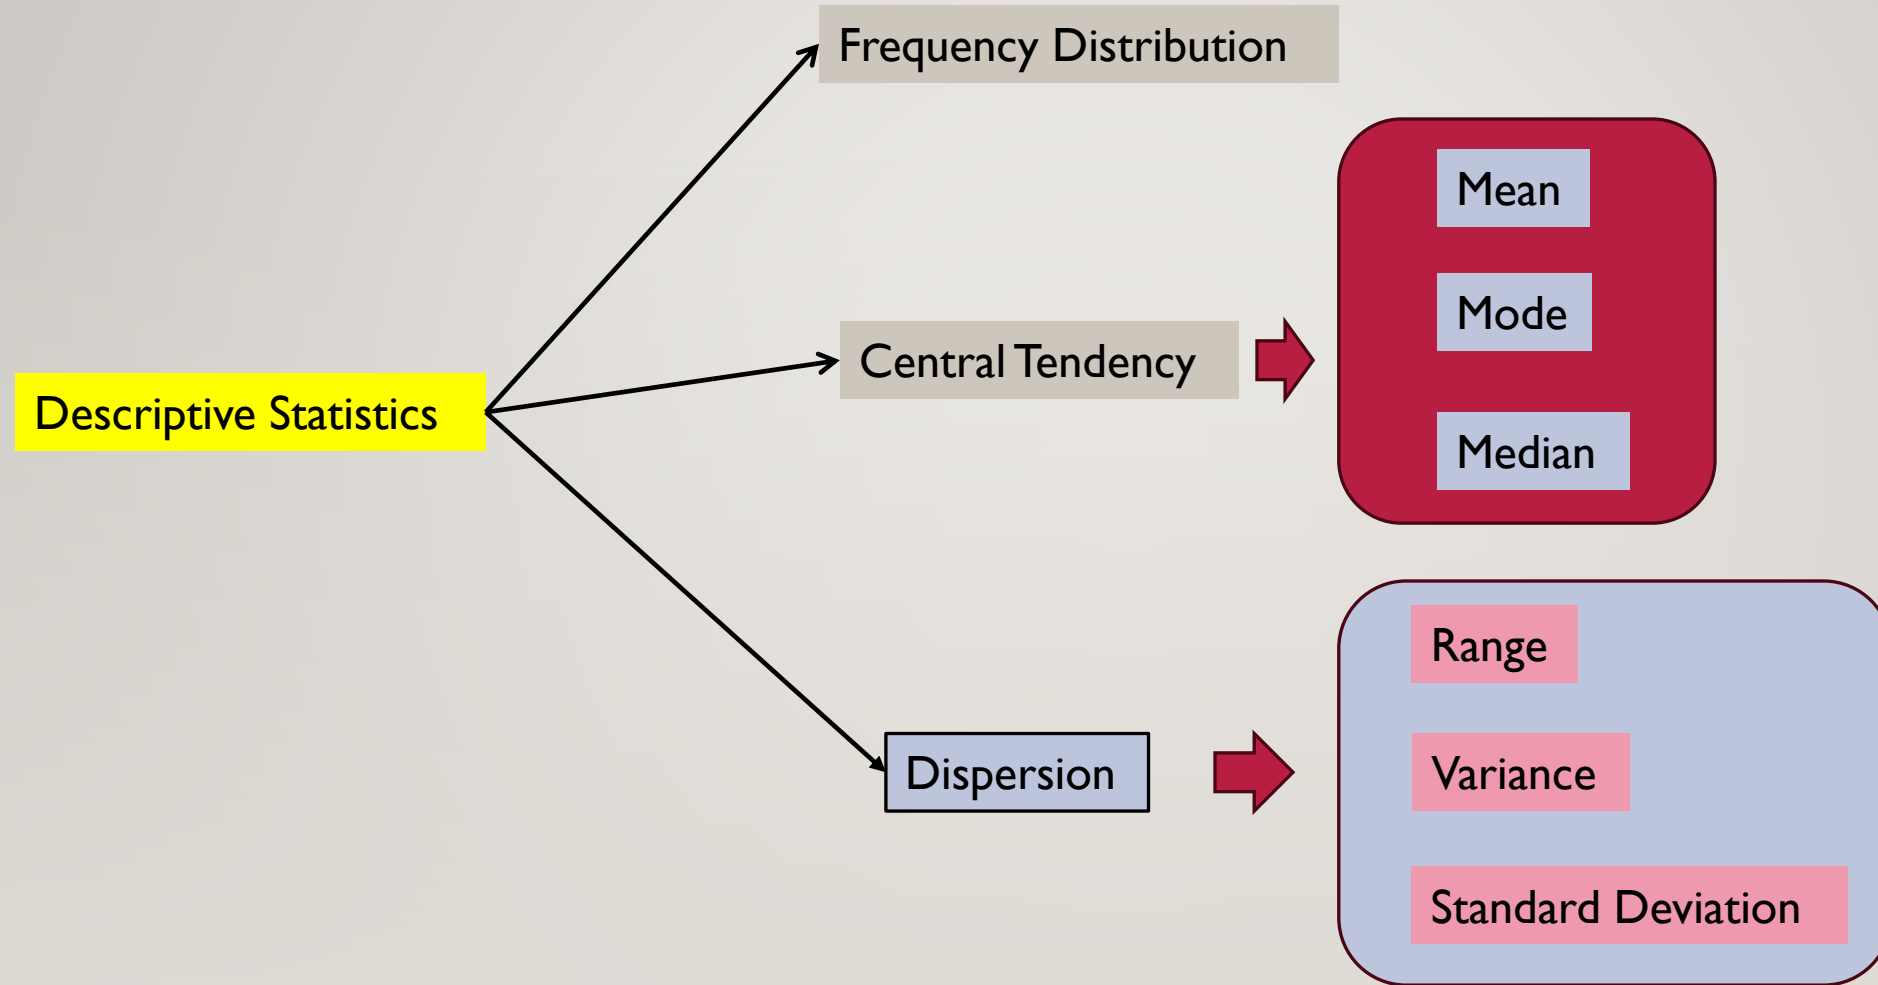 Frequency Distribution
Mean
Mode
Central Tendency
Median
Descriptive Statistics
Range
Dispersion
Variance
Standard Deviation